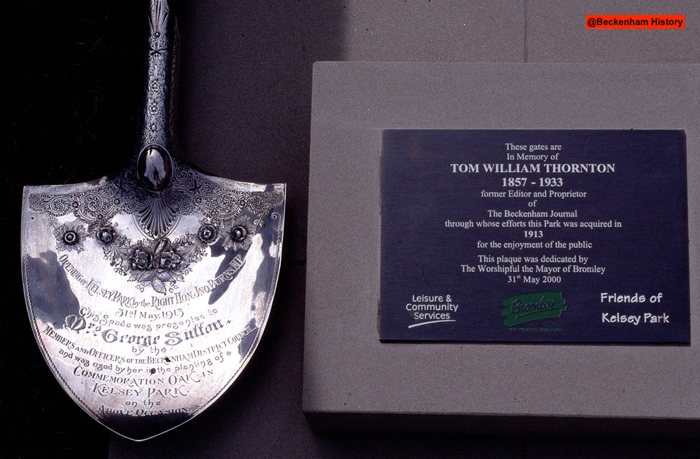 @Beckenham History
OPENING OF KELSEY PARK by the RIGHT HON. JNO. BURNS. M.P.
31st May. 1913
This Spade was presented to
Mrs. George Sutton.
by the
MEMBERS AND OFFICERS OF THE BECKENHAM DISTRICT COUNCIL
and was used by her in the planting of a
COMMEMORATION OAK, IN
KELSEY PARK.
on the
ABOVE OCCASION.
These gates are
In Memory of
TOM WILLIAM THORNTON
1857 - 1933
former Editor and Proprietor
of
The Beckenham Journal
through whose efforts this Park was acquired in
1913
for the enjoyment of the public
This plaque was dedicated by
The Worshipful the Mayor of Bromley
31st May 2000
Leisure &
Community
Services
Bromley
Friends of
Kelsey Park